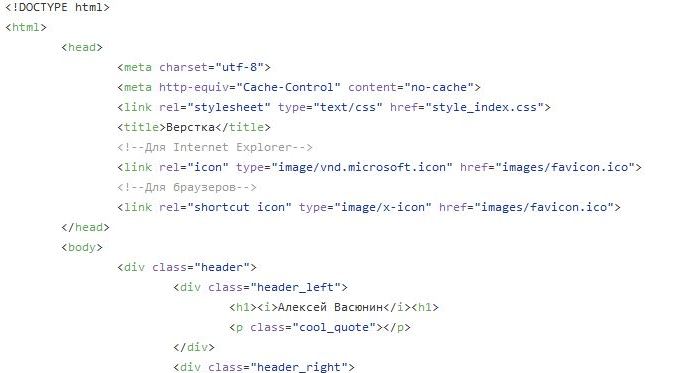 <!DOCTYPE html>
<html>
<head>
<meta charset="utf-8">
<meta http-equiv="Cache-Control" content="no-cache">
<link rel="stylesheet" type="text/css" href="style_index.css">
<title>Верстка</title>
<!--Для Internet Explorer-->
<link rel="icon" type="image/vnd.microsoft.icon" href="images/favicon.ico">
<!--Для браузеров-->
<link rel="shortcut icon" type="image/x-icon" href="images/favicon.ico">
</head>
<body>
<div class="header">
<div class="header_left">
<h1><i>Алексей Васюнин</i><h1>
<p class="cool_quote"></p>
</div>
<div class="header_right">